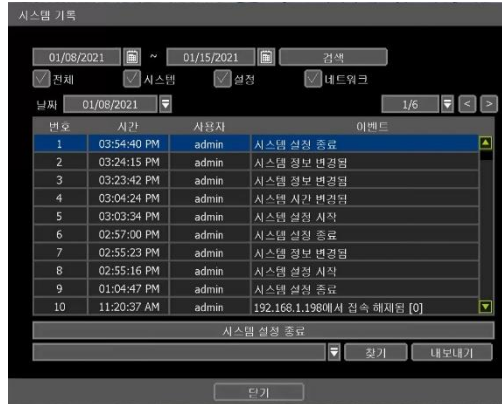 시스템 기록
01/08/2021 ~ 01/15/2021 검색
전체 시스템 설정 네트워크
날짜 01/08/2021 1/6 < >
번호 시간 사용자 이벤트
1 03:54:40 PM admin 시스템 설정 종료
2 03:24:15 PM admin 시스템 정보 변경됨
3 03:23:42 PM admin 시스템 정보 변경됨
4 03:04:24 PM admin 시스템 시간 변경됨
5 03:03:34 PM admin 시스템 설정 시작
6 02:57:00 PM admin 시스템 설정 종료
7 02:55:23 PM admin 시스템 정보 변경됨
8 02:55:16 PM admin 시스템 설정 시작
9 01:04:47 PM admin 시스템 설정 종료
10 11:20:37 AM admin 192.168.1.198에서 접속 해제됨 [0]
시스템 설정 종료
찾기 내보내기
닫기